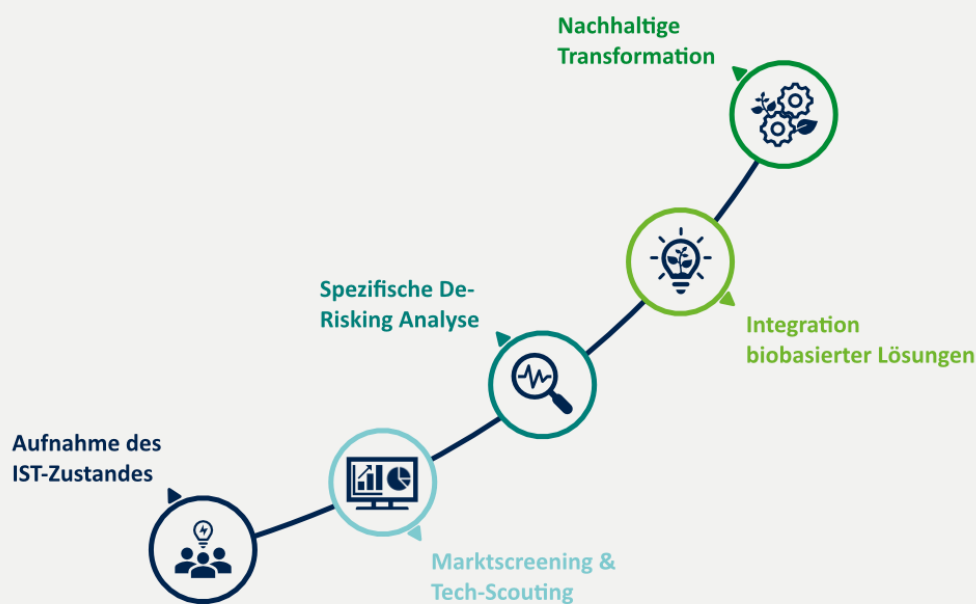 Nachhaltige
Transformation
Spezifische De-
Risking Analyse
Integration
biobasierter Lösungen
Aufnahme des
IST-Zustandes
Marktscreening &
Tech-Scouting